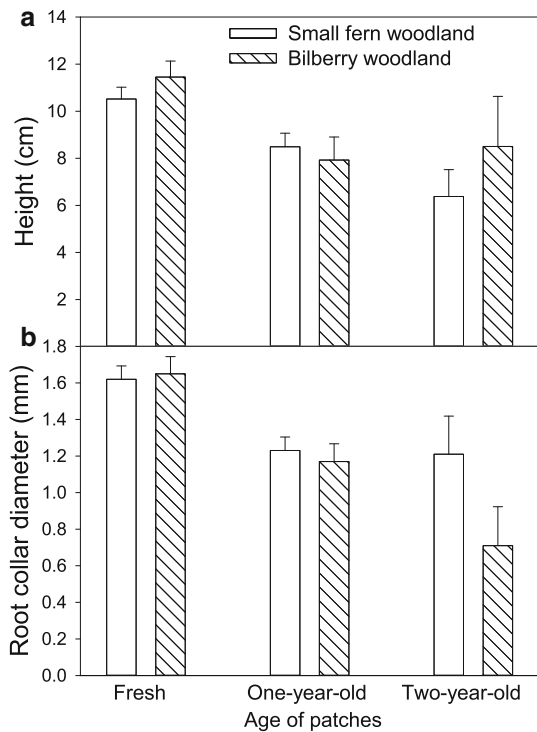 a
14
12
10
8
6
4
2
Height (cm)
Small fern woodland
Bilberry woodland
b
1.8
1.6
1.4
1.2
1.0
0.8
0.6
0.4
0.2
0.0
Root collar diameter (mm)
Fresh One-year-old Two-year-old
Age of patches